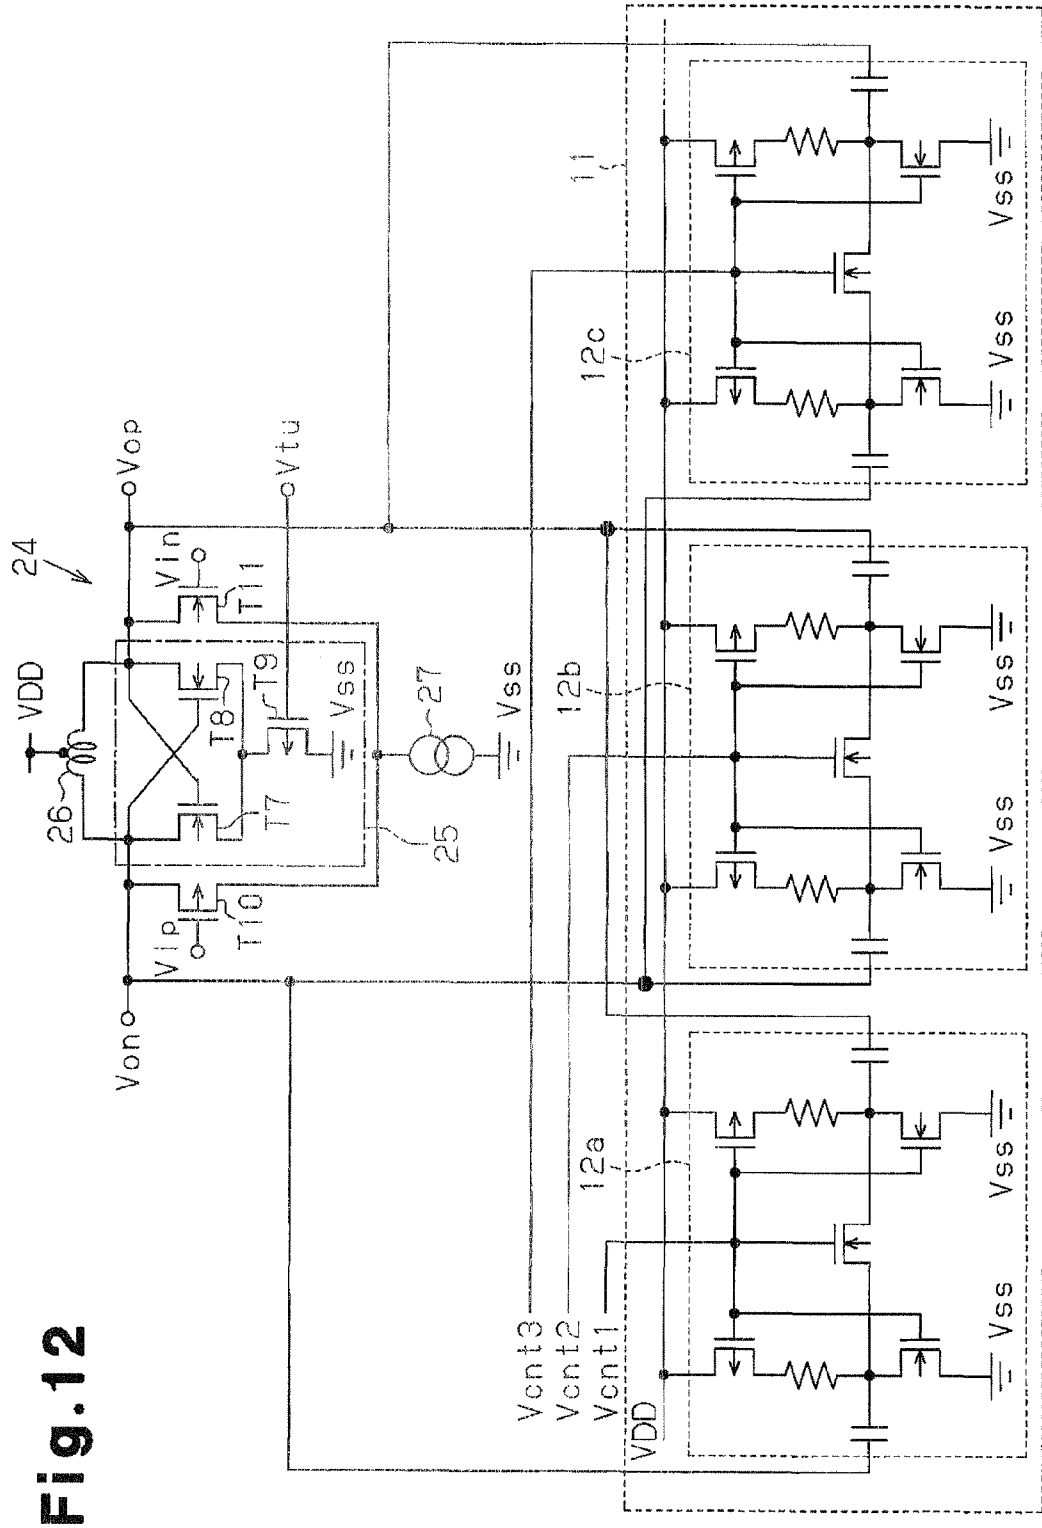 Fig.12
24
VDD
26
Von
Vop
Vip
Vin
T10
T7
T8
T11
T9
Vtu
Vss
25
27
Vss
Vcnt3
Vcnt2
Vcnt1
VDD
11
12a
12b
12c
Vss
Vss
Vss
Vss
Vss
Vss